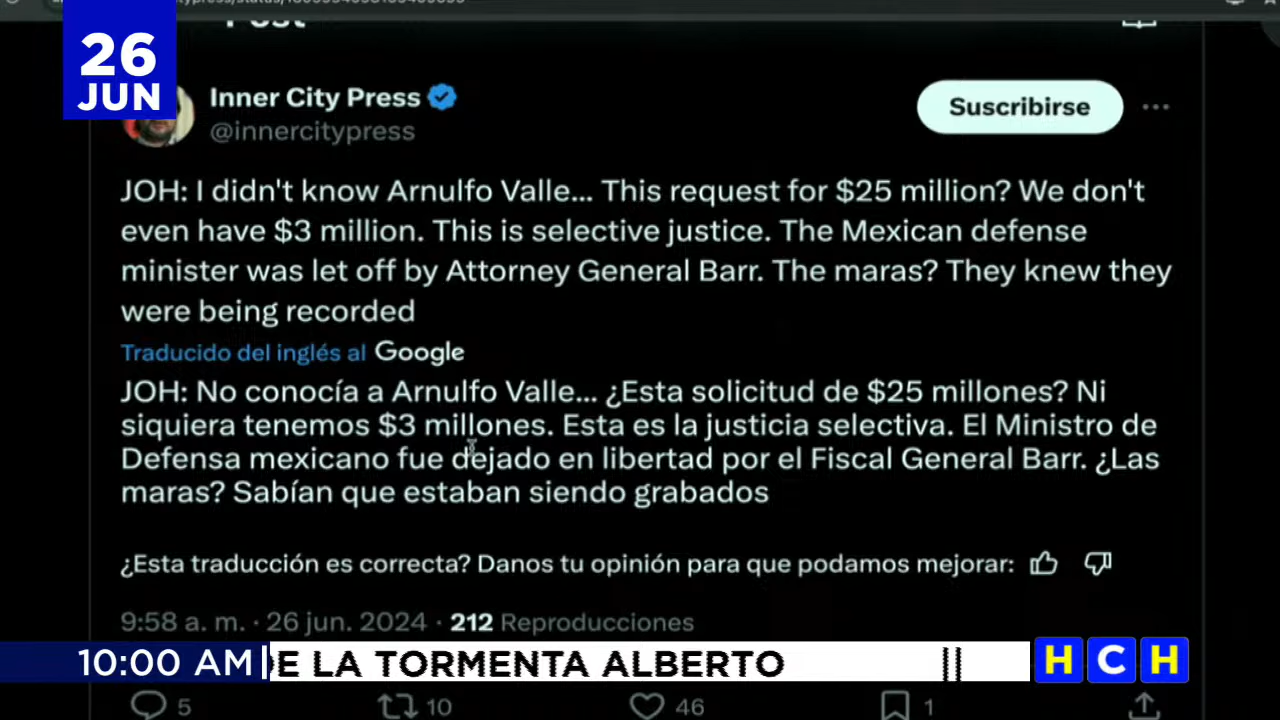 Post
26
JUN
Inner City Press
@innercitypress
Suscribirse
JOH: I didn't know Arnulfo Valle... This request for $25 million? We don't
even have $3 million. This is selective justice. The Mexican defense
minister was let off by Attorney General Barr. The maras? They knew they
were being recorded
Traducido del inglés al Google
JOH: No conocía a Arnulfo Valle... ¿Esta solicitud de $25 millones? Ni
siquiera tenemos $3 millones. Esta es la justicia selectiva. El Ministro de
Defensa mexicano fue dejado en libertad por el Fiscal General Barr. ¿Las
maras? Sabían que estaban siendo grabados
¿Esta traducción es correcta? Danos tu opinión para que podamos mejorar:
9:58 a. m. · 26 jun. 2024 · 212 Reproducciones
10:00 AM
E LA TORMENTA ALBERTO ||
HCH
5 10 46 1